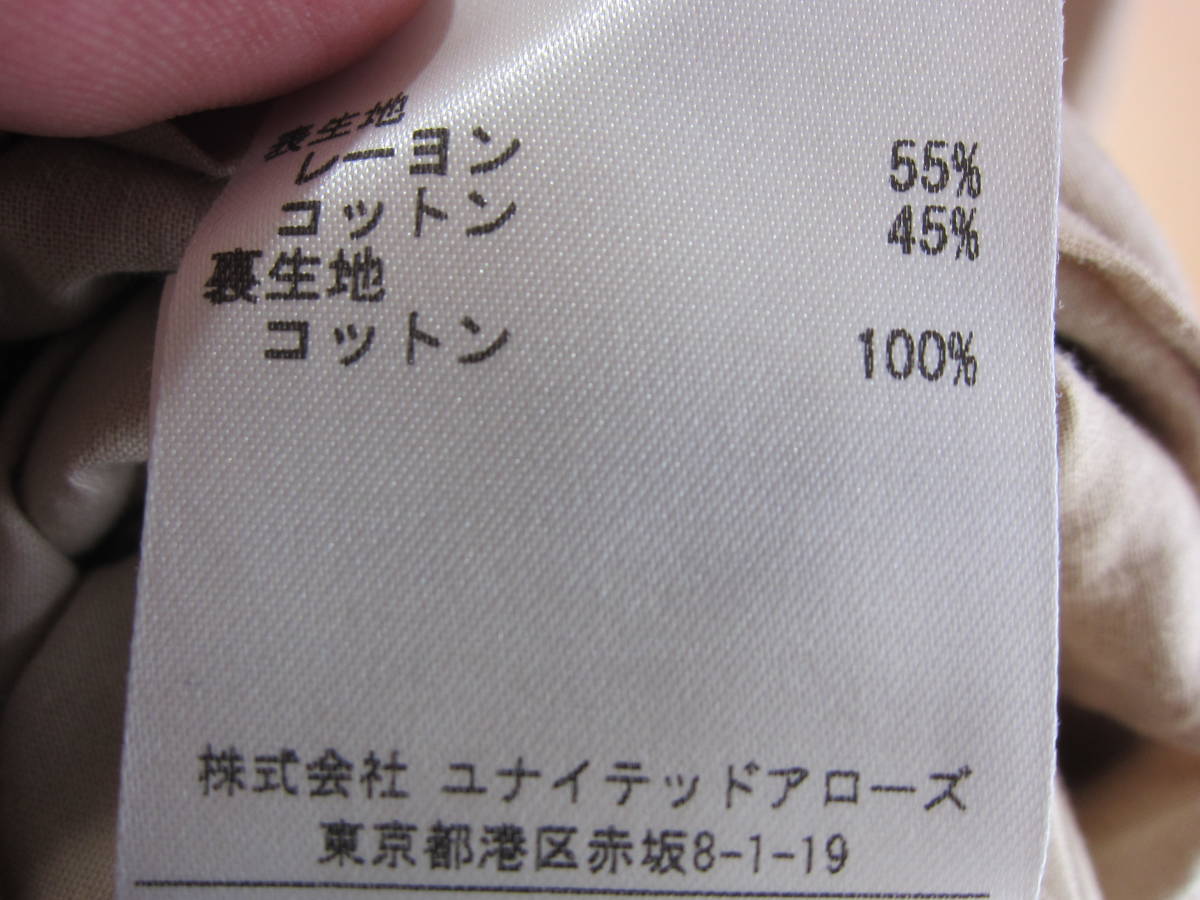 表生地
レーヨン 55%
コットン 45%
裏生地
コットン 100%
株式会社 ユナイテッドアローズ
東京都港区赤坂8-1-19